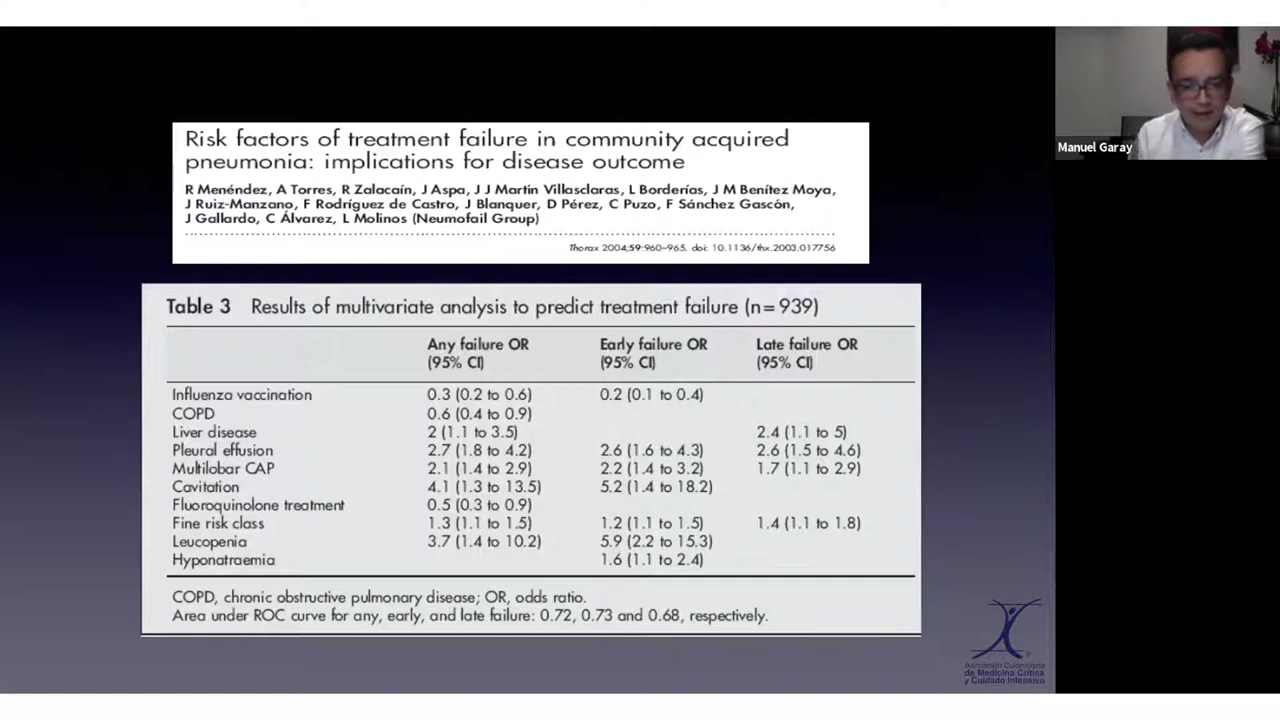 Risk factors of treatment failure in community acquired
pneumonia: implications for disease outcome
R Menéndez, A Torres, R Zalacaín, J Aspa, J J Martín Villasclaras, L Borderías, J M Benítez Moya,
J Ruiz-Manzano, F Rodríguez de Castro, J Blanquer, D Pérez, C Puzo, F Sánchez Gascón,
J Gallardo, C Álvarez, L Molinos (Neumofail Group)
Thorax 2004;59:960–965. doi: 10.1136/thx.2003.017756
Manuel Garay
Table 3 Results of multivariate analysis to predict treatment failure (n=939)
Any failure OR (95% CI) Early failure OR (95% CI) Late failure OR (95% CI)
Influenza vaccination 0.3 (0.2 to 0.6) 0.2 (0.1 to 0.4)
COPD 0.6 (0.4 to 0.9)
Liver disease 2 (1.1 to 3.5) 2.4 (1.1 to 5)
Pleural effusion 2.7 (1.8 to 4.2) 2.6 (1.6 to 4.3) 2.6 (1.5 to 4.6)
Multilobar CAP 2.1 (1.4 to 2.9) 2.2 (1.4 to 3.2) 1.7 (1.1 to 2.9)
Cavitation 4.1 (1.3 to 13.5) 5.2 (1.4 to 18.2)
Fluoroquinolone treatment 0.5 (0.3 to 0.9)
Fine risk class 1.3 (1.1 to 1.5) 1.2 (1.1 to 1.5) 1.4 (1.1 to 1.8)
Leucopenia 3.7 (1.4 to 10.2) 5.9 (2.2 to 15.3)
Hyponatraemia 1.6 (1.1 to 2.4)
COPD, chronic obstructive pulmonary disease; OR, odds ratio.
Area under ROC curve for any, early, and late failure: 0.72, 0.73 and 0.68, respectively.
Asociación Colombiana
de Medicina Crítica
y Cuidado Intensivo